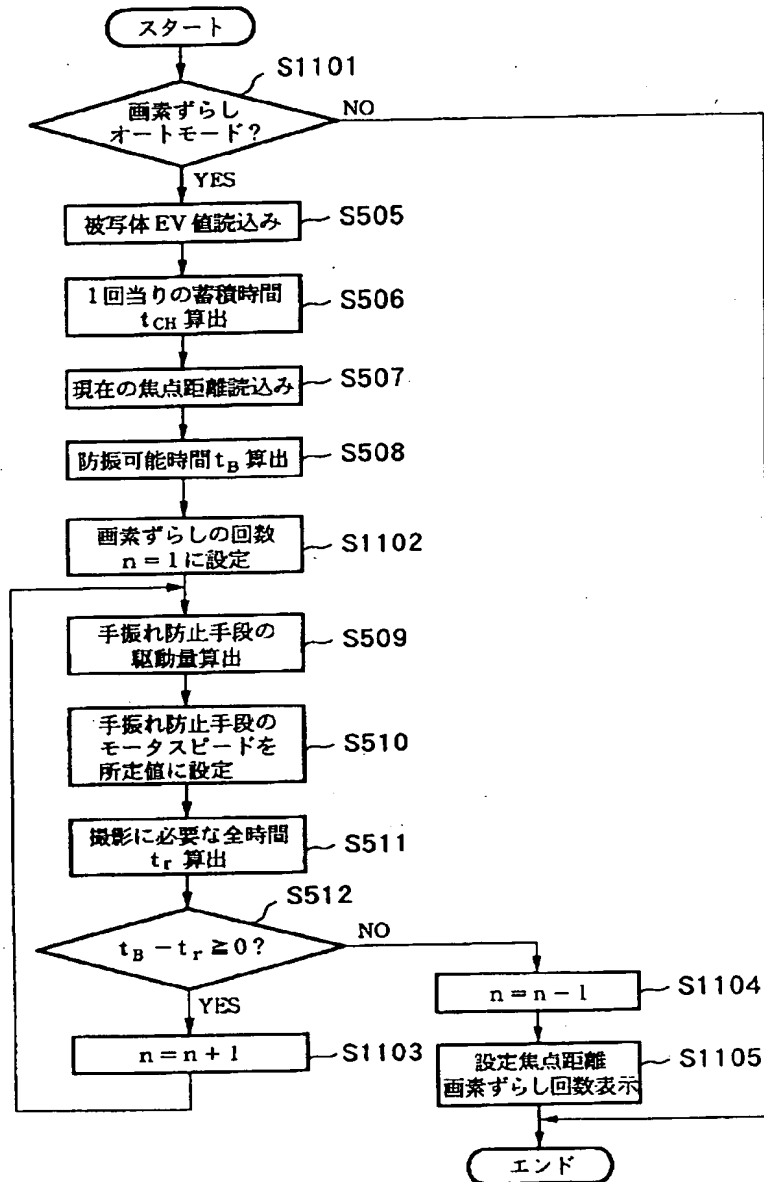 スタート
S1101
画素ずらし
オートモード?
NO
YES
被写体EV値読込み
S505
1回当りの蓄積時間
tCH 算出
S506
現在の焦点距離読込み
S507
防振可能時間tB算出
S508
画素ずらしの回数
n=1に設定
S1102
手振れ防止手段の
駆動量算出
S509
手振れ防止手段の
モータスピードを
所定値に設定
S510
撮影に必要な全時間
tr 算出
S511
S512
tB-tr≧0?
NO
YES
n=n-1
S1104
n=n+1
S1103
設定焦点距離
画素ずらし回数表示
S1105
エンド